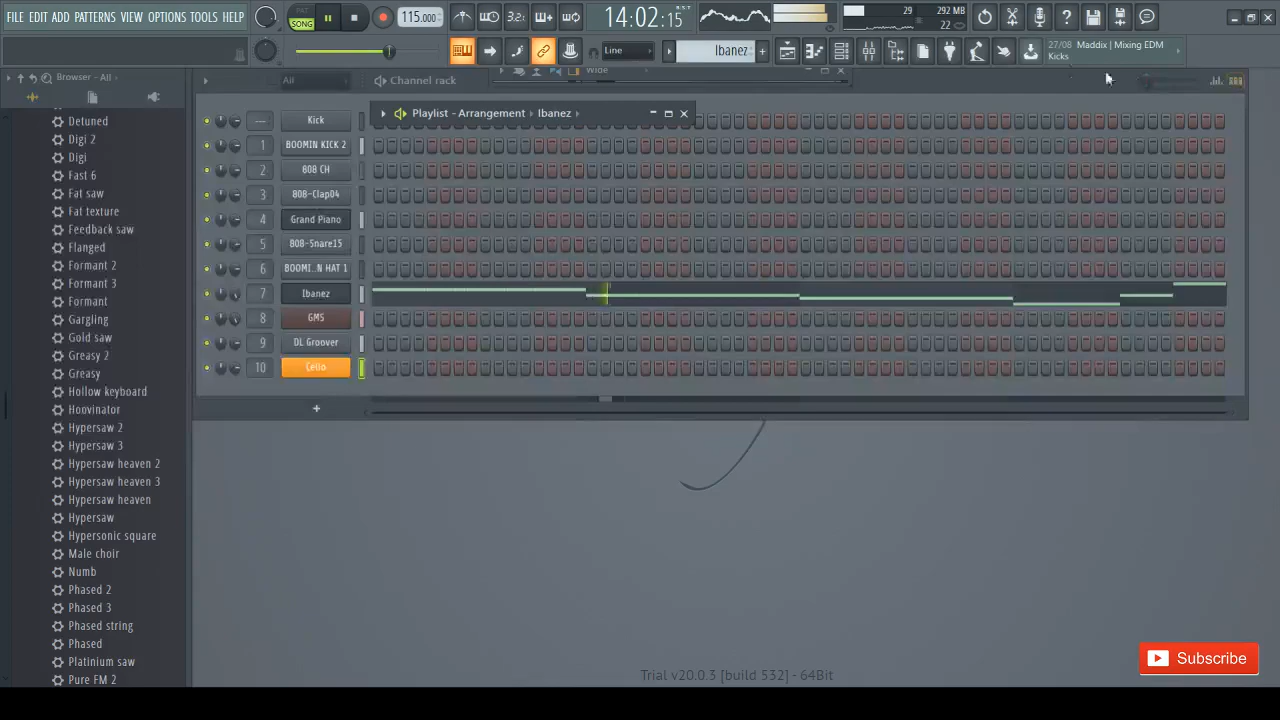 FILE EDIT ADD PATTERNS VIEW OPTIONS TOOLS HELP
PAT
SONG
115.000
3.2.
14:02:15
M:S:T
29
292 MB
22
Line
Ibanez
27/08 Maddix | Mixing EDM
Kicks
Browser - All
All
Channel rack
Wide
Playlist - Arrangement
Ibanez
Detuned
Digi 2
Digi
Fast 6
Fat saw
Fat texture
Feedback saw
Flanged
Formant 2
Formant 3
Formant
Gargling
Gold saw
Greasy 2
Greasy
Hollow keyboard
Hoovinator
Hypersaw 2
Hypersaw 3
Hypersaw heaven 2
Hypersaw heaven 3
Hypersaw heaven
Hypersaw
Hypersonic square
Male choir
Numb
Phased 2
Phased 3
Phased string
Phased
Platinium saw
Pure FM 2
--- Kick
1 BOOMIN KICK 2
2 808 CH
3 808-Clap04
4 Grand Piano
5 808-Snare15
6 BOOMI..N HAT 1
7 Ibanez
8 GMS
9 DL Groover
10 Cello
+
Trial v20.0.3 [build 532] - 64Bit
Subscribe